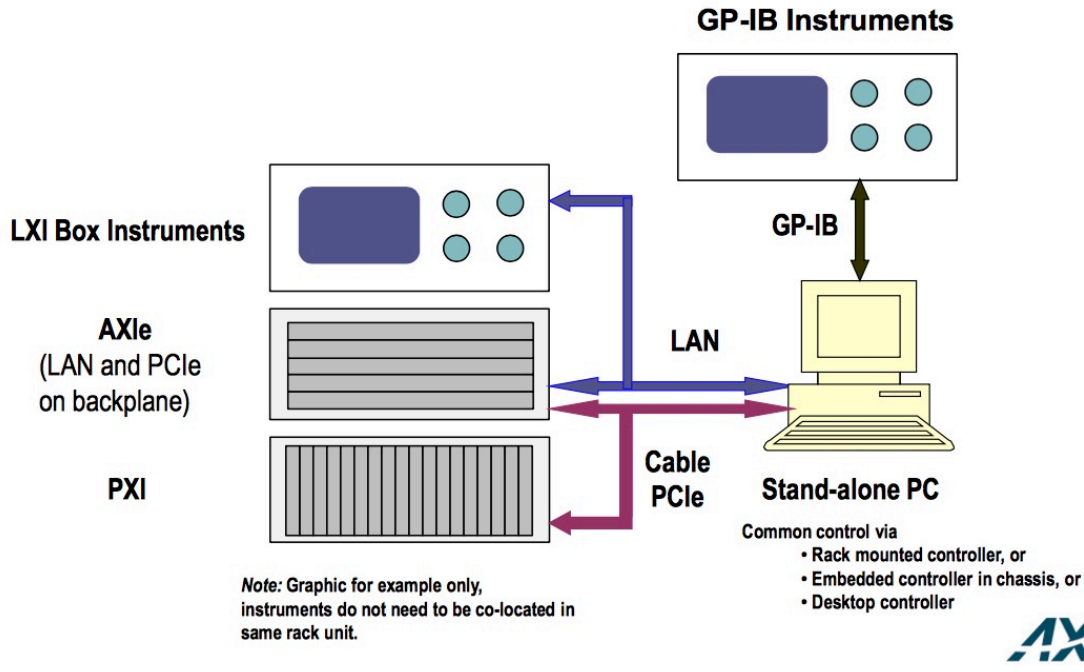 GP-IB Instruments
LXI Box Instruments
GP-IB
AXIe
(LAN and PCIe
on backplane)
LAN
PXI
Cable
PCIe
Stand-alone PC
Common control via
• Rack mounted controller, or
• Embedded controller in chassis, or
• Desktop controller
Note: Graphic for example only,
instruments do not need to be co-located in
same rack unit.
AX